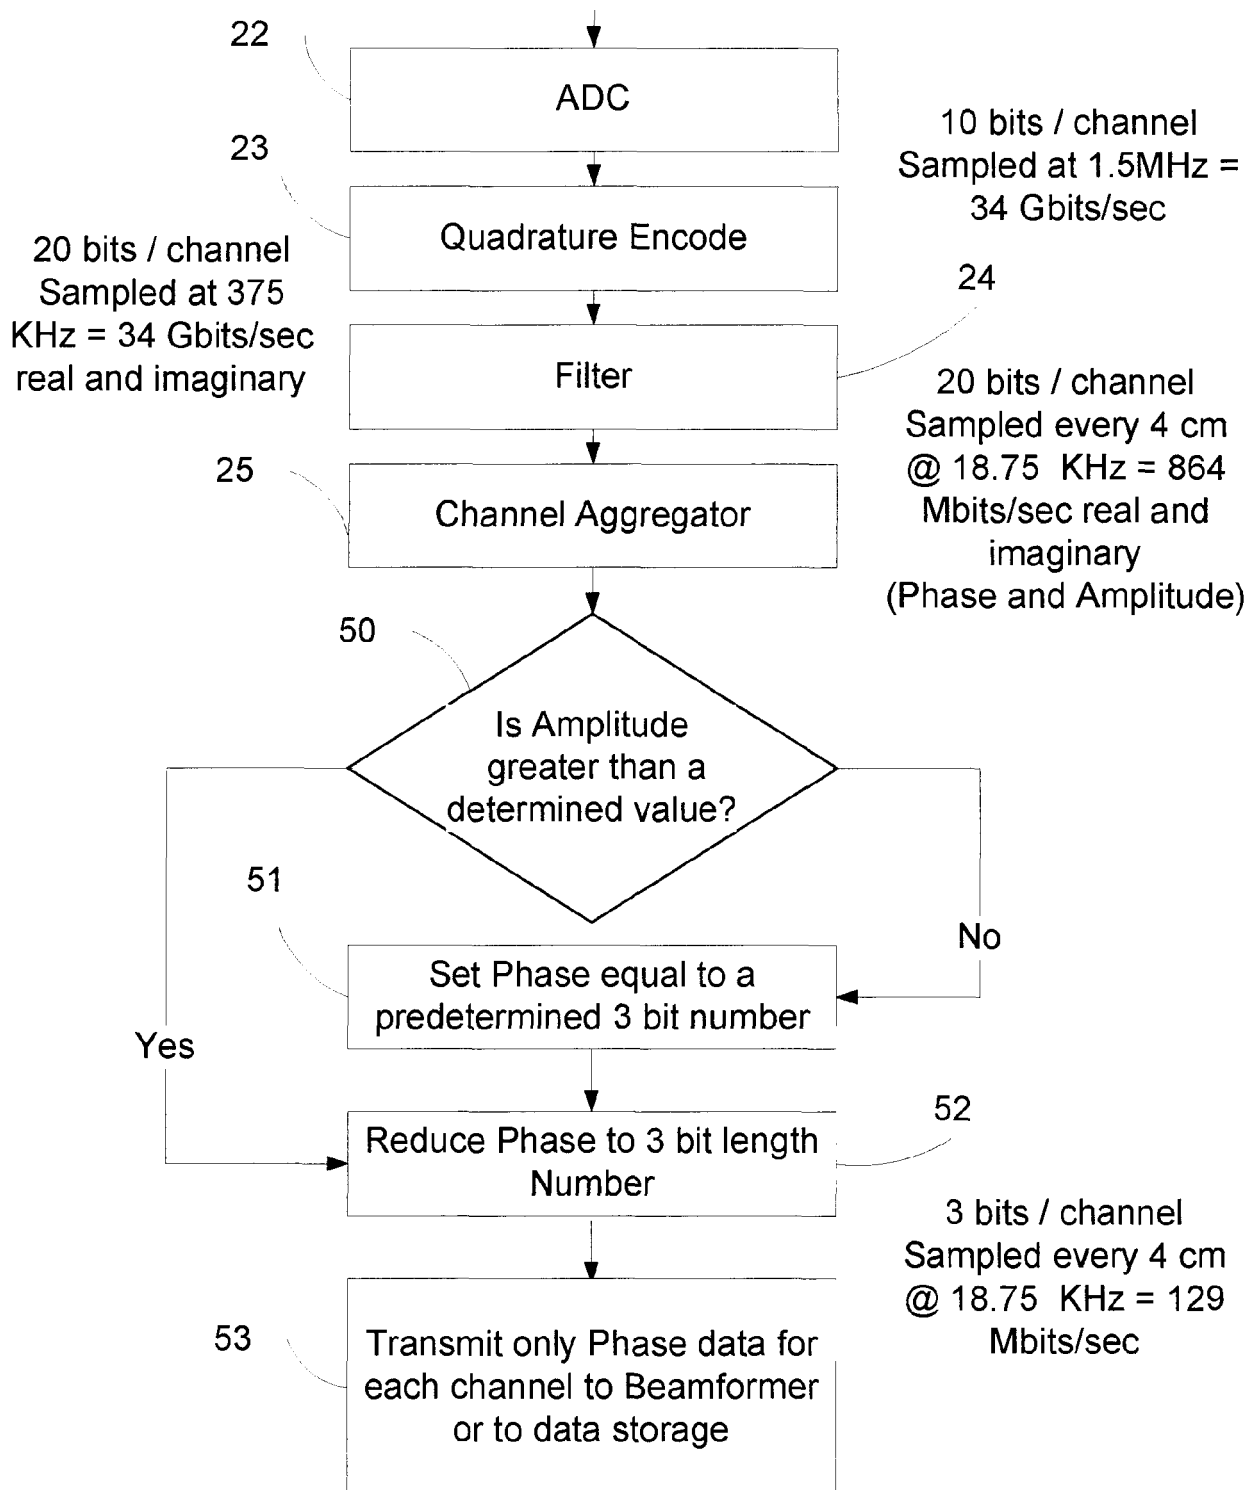 22
ADC
10 bits / channel
Sampled at 1.5MHz =
34 Gbits/sec
23
Quadrature Encode
20 bits / channel
Sampled at 375
KHz = 34 Gbits/sec
real and imaginary
24
Filter
20 bits / channel
Sampled every 4 cm
@ 18.75 KHz = 864
Mbits/sec real and
imaginary
(Phase and Amplitude)
25
Channel Aggregator
50
Is Amplitude
greater than a
determined value?
51
No
Set Phase equal to a
predetermined 3 bit number
Yes
52
Reduce Phase to 3 bit length
Number
3 bits / channel
Sampled every 4 cm
@ 18.75 KHz = 129
Mbits/sec
53
Transmit only Phase data for
each channel to Beamformer
or to data storage